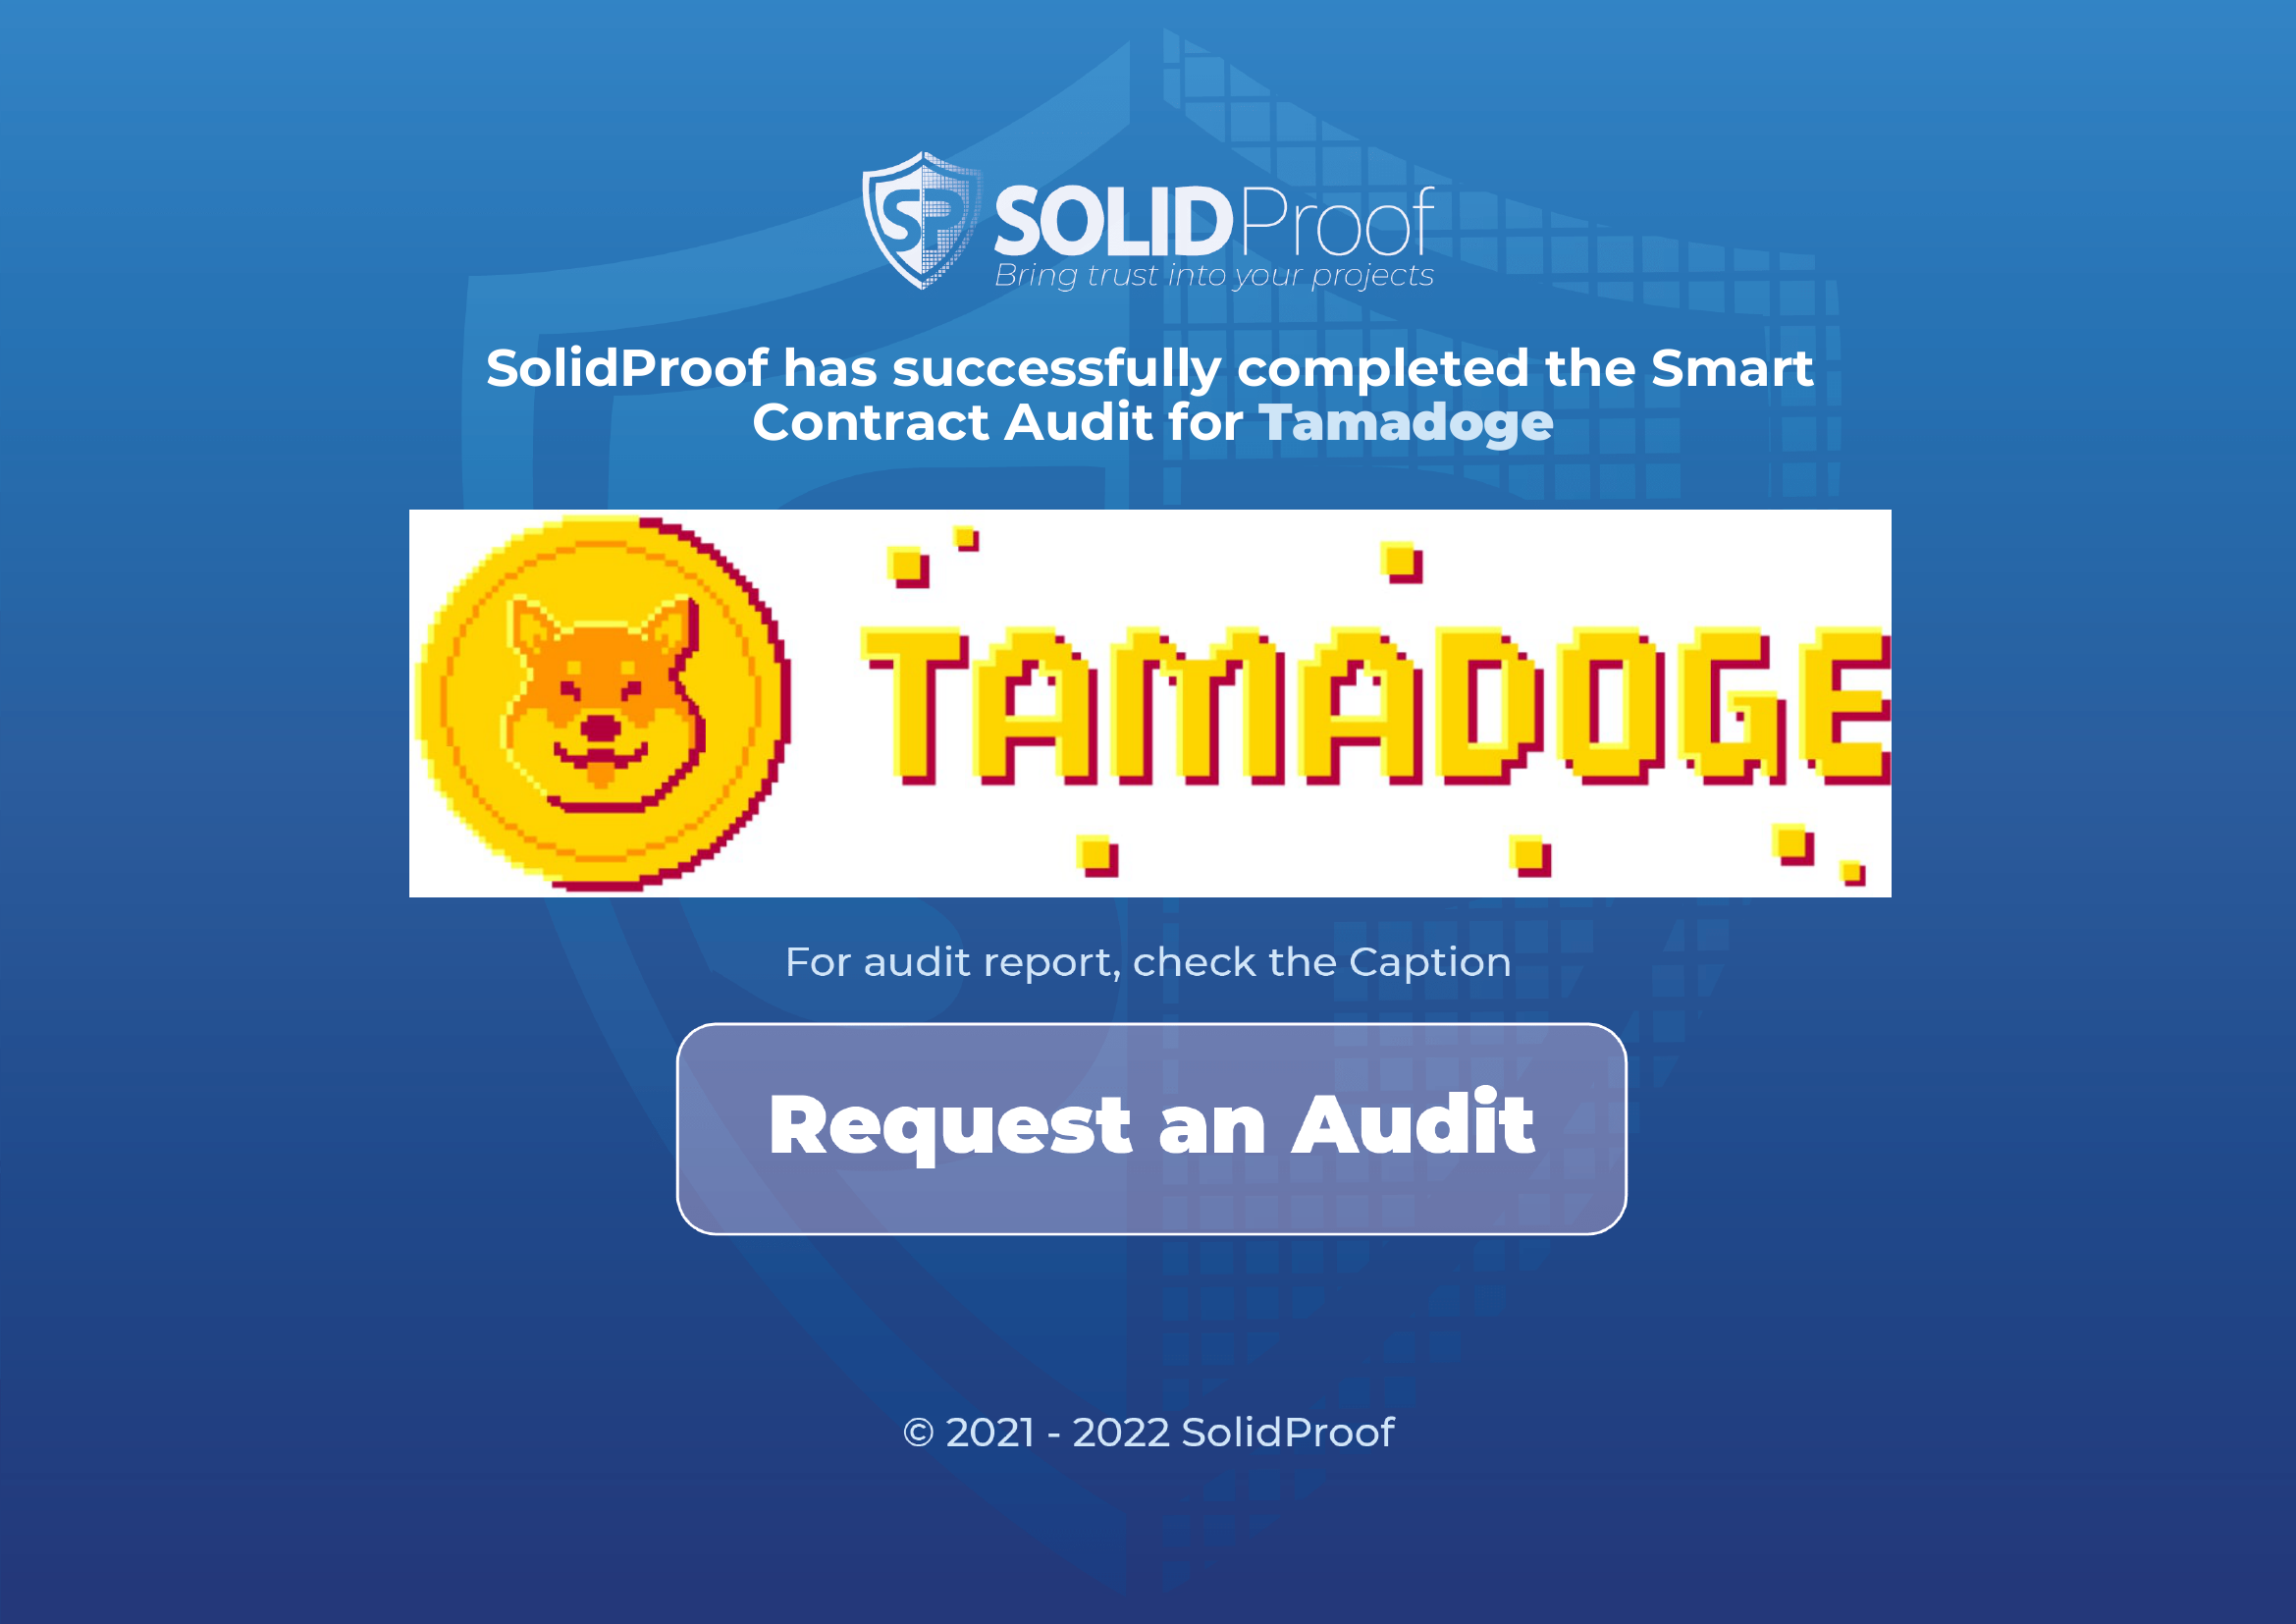 SP SOLIDProof
Bring trust into your projects
SolidProof has successfully completed the Smart
Contract Audit for Tamadoge
TAMADOGE
For audit report, check the Caption
Request an Audit
© 2021 - 2022 SolidProof